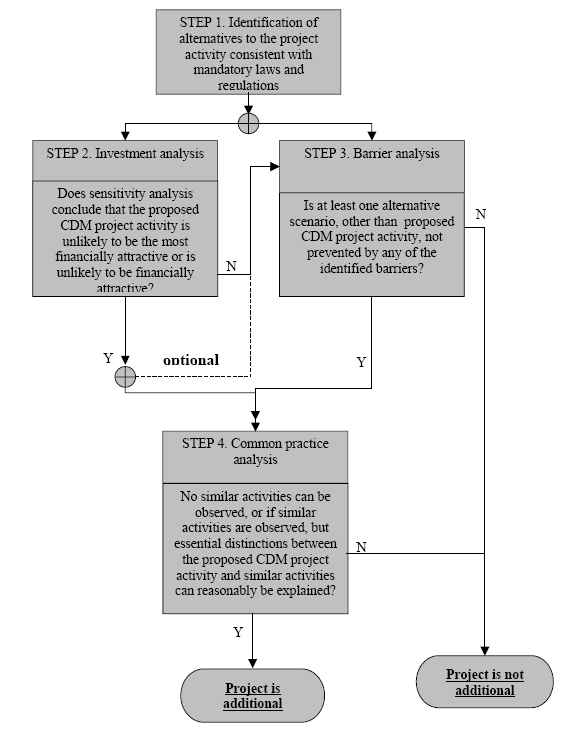 STEP 1. Identification of
alternatives to the project
activity consistent with
mandatory laws and
regulations
STEP 2. Investment analysis
Does sensitivity analysis
conclude that the proposed
CDM project activity is
unlikely to be the most
financially attractive or is
unlikely to be financially
attractive?
N
STEP 3. Barrier analysis
Is at least one alternative
scenario, other than proposed
CDM project activity, not
prevented by any of the
identified barriers?
N
Y
optional
Y
STEP 4. Common practice
analysis
No similar activities can be
observed, or if similar
activities are observed, but
essential distinctions between
the proposed CDM project
activity and similar activities
can reasonably be explained?
N
Y
Project is
additional
Project is not
additional